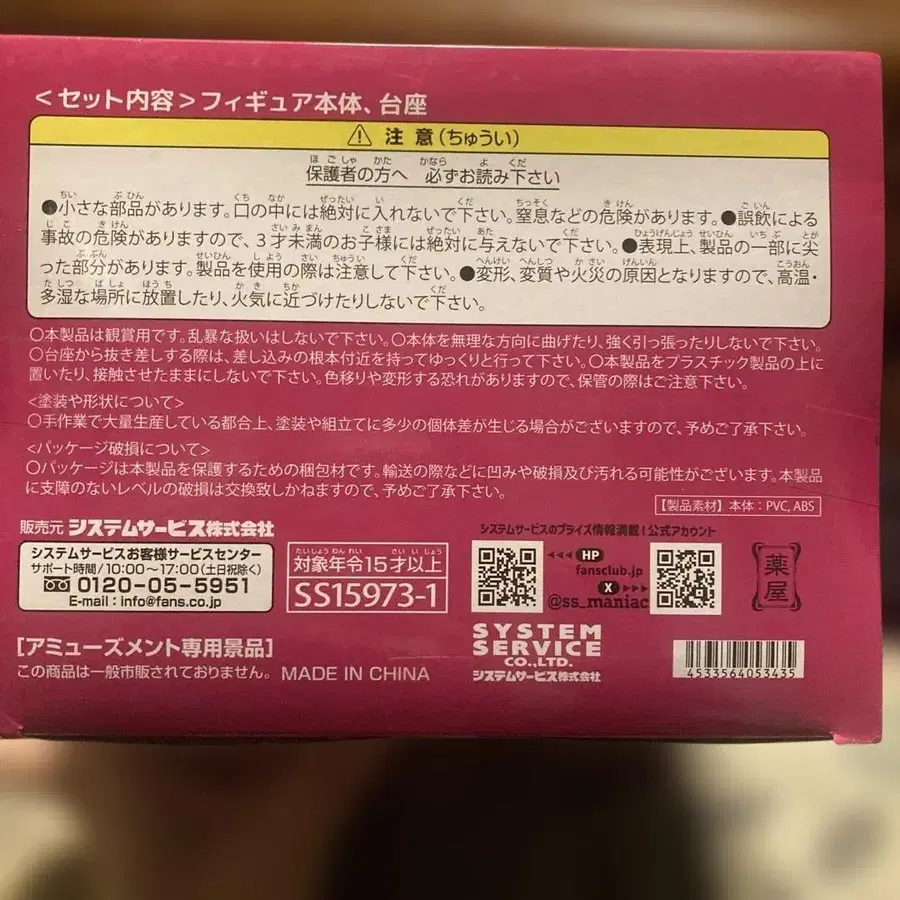 ＜セット内容＞フィギュア本体、台座
⚠ 注意（ちゅうい）
保護者の方へ 必ずお読み下さい
●小さな部品があります。口の中には絶対に入れないで下さい。窒息などの危険があります。●誤飲による
事故の危険がありますので、3才未満のお子様には絶対に与えないで下さい。●表現上、製品の一部に尖
った部分があります。製品を使用の際は注意して下さい。●変形、変質や火災の原因となりますので、高温・
多湿な場所に放置したり、火気に近づけたりしないで下さい。
○本製品は観賞用です。乱暴な扱いはしないで下さい。○本体を無理な方向に曲げたり、強く引っ張ったりしないで下さい。
○台座から抜き差しする際は、差し込みの根本付近を持ってゆっくりと行って下さい。○本製品をプラスチック製品の上に
置いたり、接触させたままにしないで下さい。色移りや変形する恐れがありますので、保管の際はご注意下さい。
<塗装や形状について>
○手作業で大量生産している都合上、塗装や組立てに多少の個体差が生じる場合がございますので、予めご了承下さい。
<パッケージ破損について>
○パッケージは本製品を保護するための梱包材です。輸送の際などに凹みや破損及び汚れる可能性がございます。本製品
に支障のないレベルの破損は交換致しかねますので、予めご了承下さい。
【製品素材】本体：PVC, ABS
販売元 システムサービス株式会社
システムサービスお客様サービスセンター
サポート時間／10:00～17:00（土日祝除く）
0120-05-5951
E-mail : info@fans.co.jp
対象年令15才以上
たいしょうねんれい さいいじょう
SS15973-1
システムサービスのプライズ情報満載！公式アカウント
◀◀◀ HP
fansclub.jp
X ▶▶▶
@ss_maniac
薬屋
[アミューズメント専用景品]
この商品は一般市販されておりません。 MADE IN CHINA
SYSTEM
SERVICE
CO.,LTD.
システムサービス株式会社
4533564053435